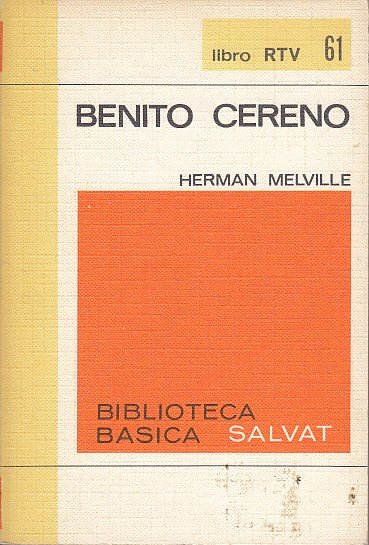 libro RTV 61
BENITO CERENO
HERMAN MELVILLE
BIBLIOTECA
BASICA SALVAT